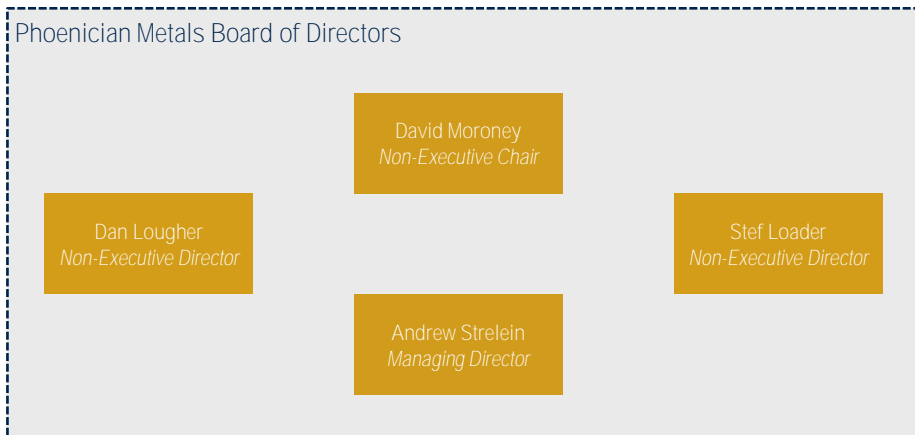 Phoenician Metals Board of Directors
David Moroney
Non-Executive Chair
Dan Lougher
Non-Executive Director
Stef Loader
Non-Executive Director
Andrew Strelein
Managing Director